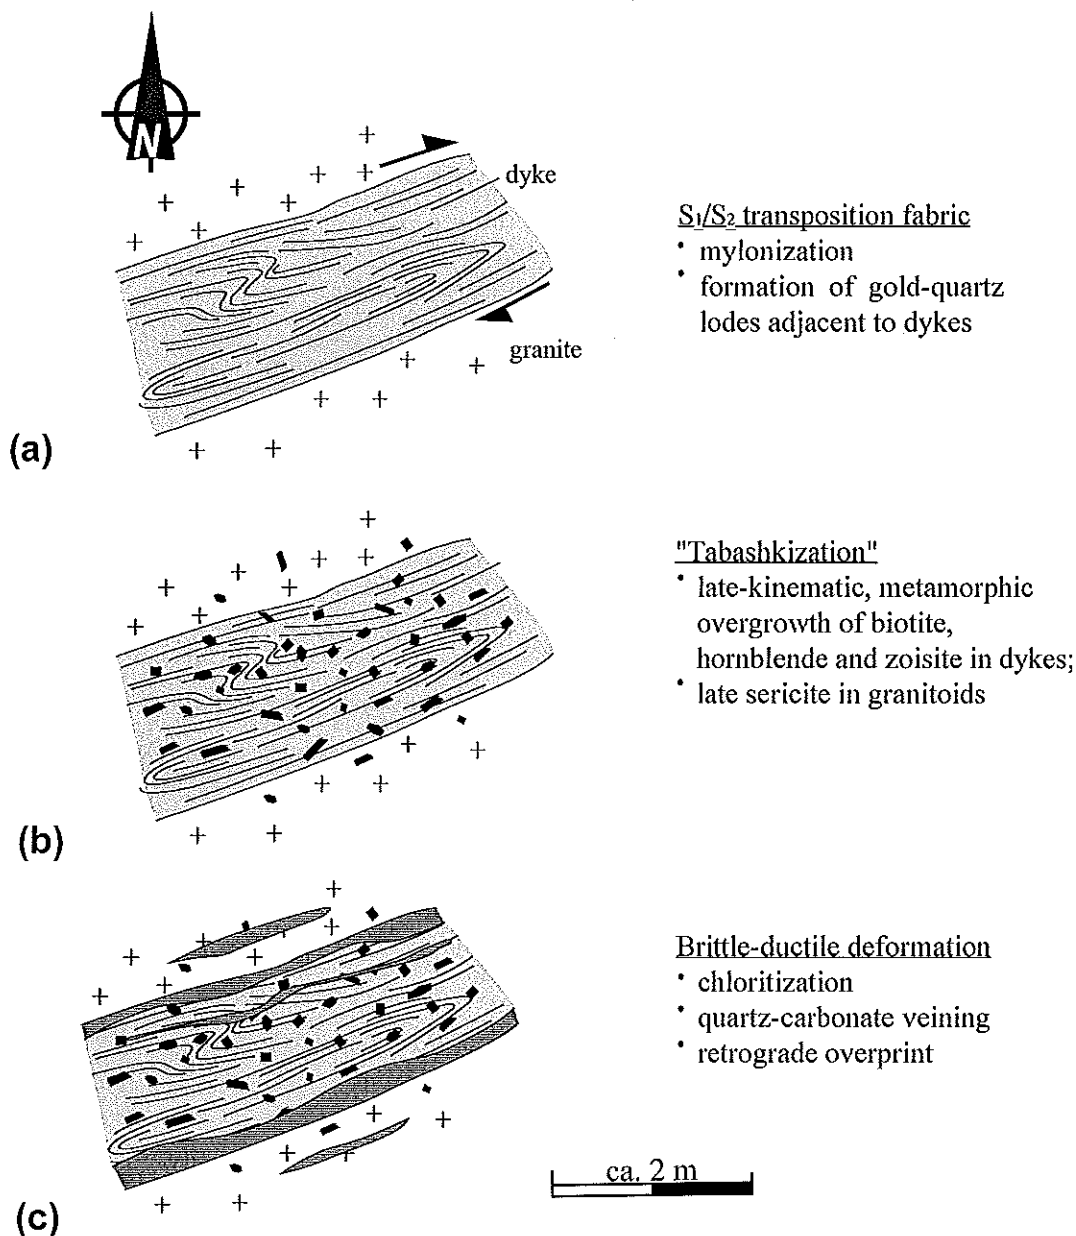 N
dyke
granite
S₁/S₂ transposition fabric
• mylonization
• formation of gold-quartz
lodes adjacent to dykes
(a)
"Tabashkization"
• late-kinematic, metamorphic
overgrowth of biotite,
hornblende and zoisite in dykes;
• late sericite in granitoids
(b)
Brittle-ductile deformation
• chloritization
• quartz-carbonate veining
• retrograde overprint
ca. 2 m
(c)